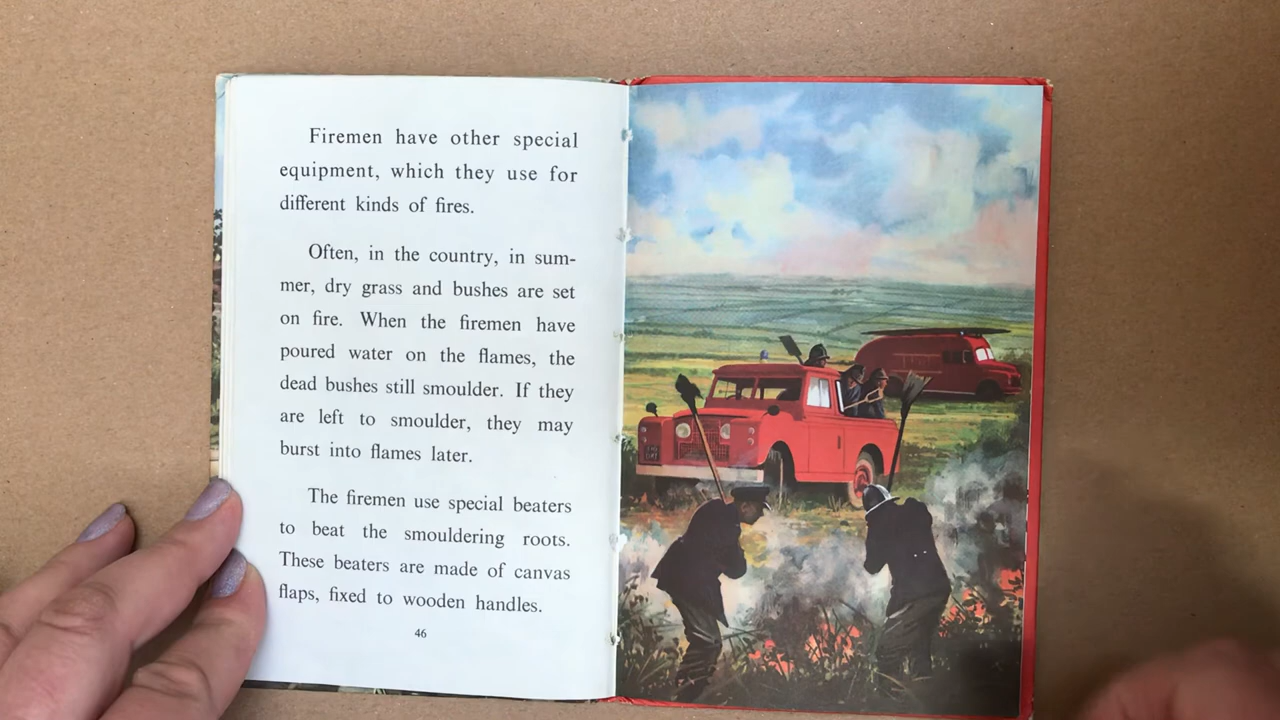 Firemen have other special
equipment, which they use for
different kinds of fires.
Often, in the country, in sum-
mer, dry grass and bushes are set
on fire. When the firemen have
poured water on the flames, the
dead bushes still smoulder. If they
are left to smoulder, they may
burst into flames later.
The firemen use special beaters
to beat the smouldering roots.
These beaters are made of canvas
flaps, fixed to wooden handles.
46